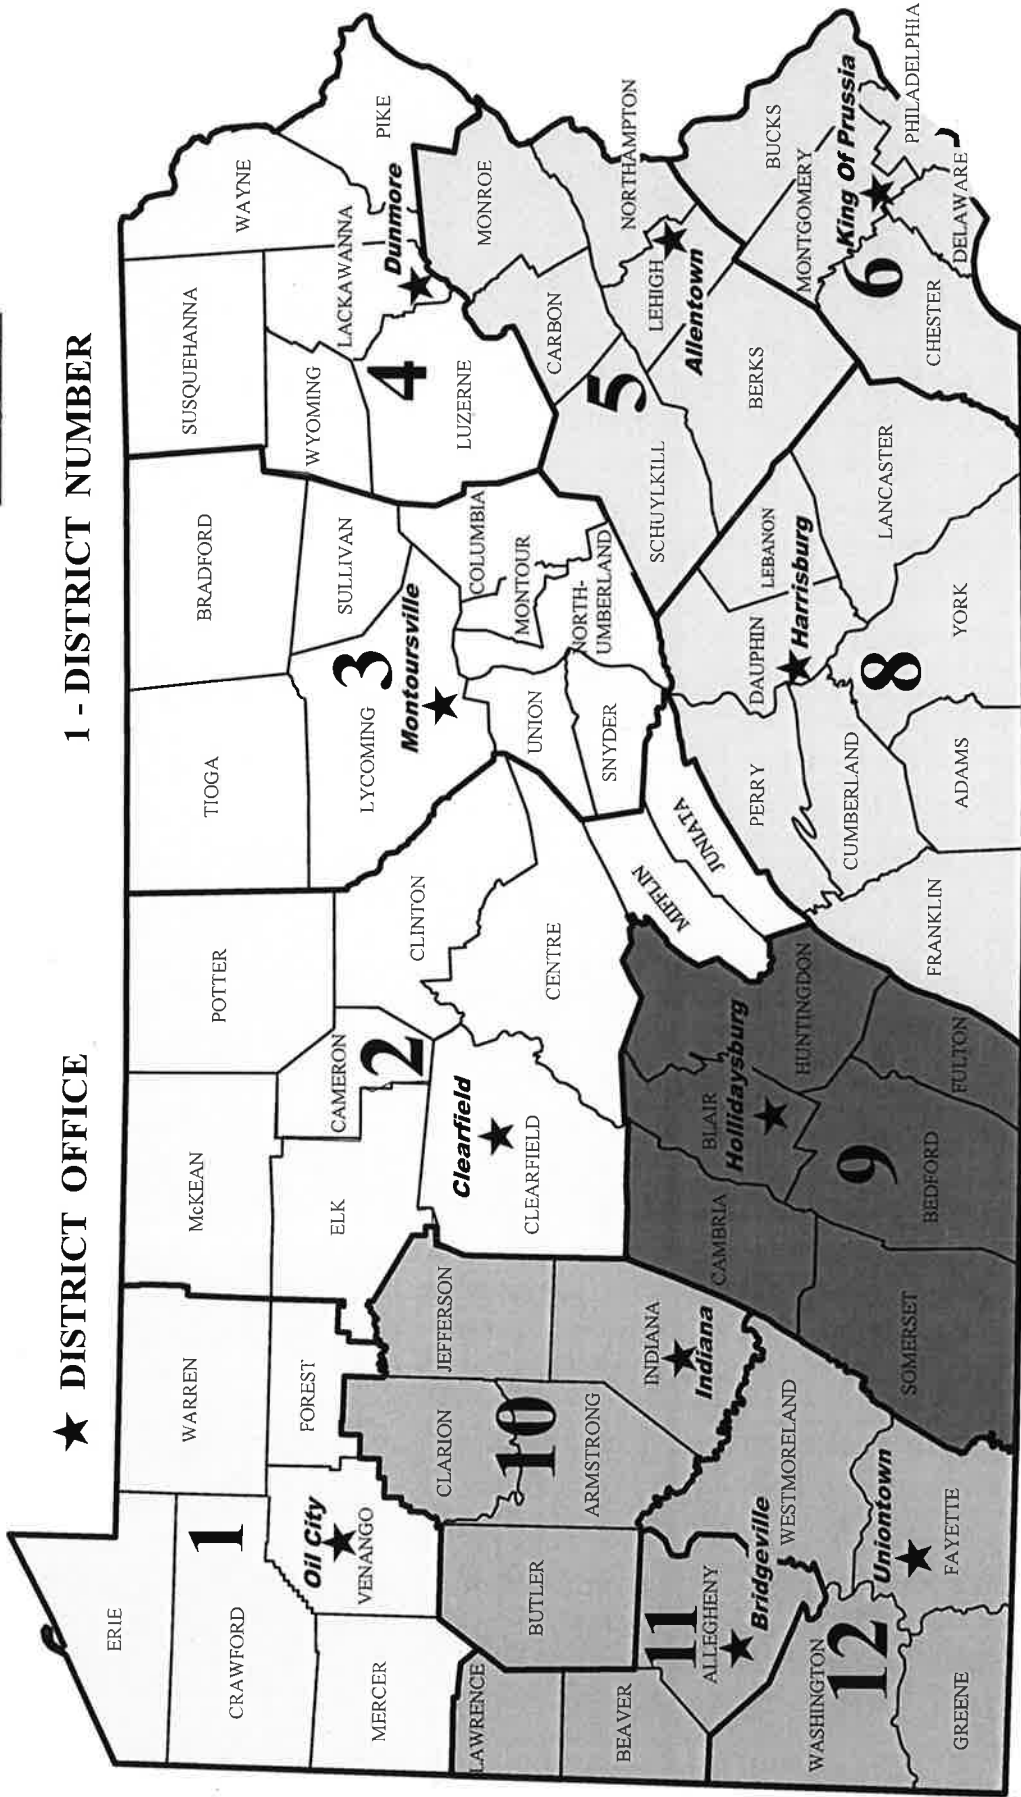 ★ DISTRICT OFFICE
1 - DISTRICT NUMBER
ERIE
CRAWFORD
1
MERCER
Oil City
VENANGO
WARREN
FOREST
McKEAN
ELK
POTTER
CAMERON
2
CLINTON
CENTRE
Clearfield
CLEARFIELD
MIFFLIN
JUNIATA
TIOGA
BRADFORD
SULLIVAN
LYCOMING
3
Montoursville
COLUMBIA
MONTOUR
NORTH-
UMBERLAND
UNION
SNYDER
SUSQUEHANNA
WAYNE
WYOMING
LACKAWANNA
PIKE
Dunmore
4
LUZERNE
MONROE
CARBON
NORTHAMPTON
LEHIGH
Allentown
5
SCHUYLKILL
BERKS
BUCKS
MONTGOMERY
King Of Prussia
PHILADELPHIA
6
DELAWARE
CHESTER
LEBANON
LANCASTER
DAUPHIN
Harrisburg
8
YORK
PERRY
CUMBERLAND
ADAMS
FRANKLIN
HUNTINGDON
BLAIR
Hollidaysburg
CAMBRIA
9
FULTON
BEDFORD
SOMERSET
JEFFERSON
CLARION
10
INDIANA
Indiana
ARMSTRONG
BUTLER
LAWRENCE
BEAVER
11
ALLEGHENY
Bridgeville
WESTMORELAND
Uniontown
FAYETTE
12
WASHINGTON
GREENE